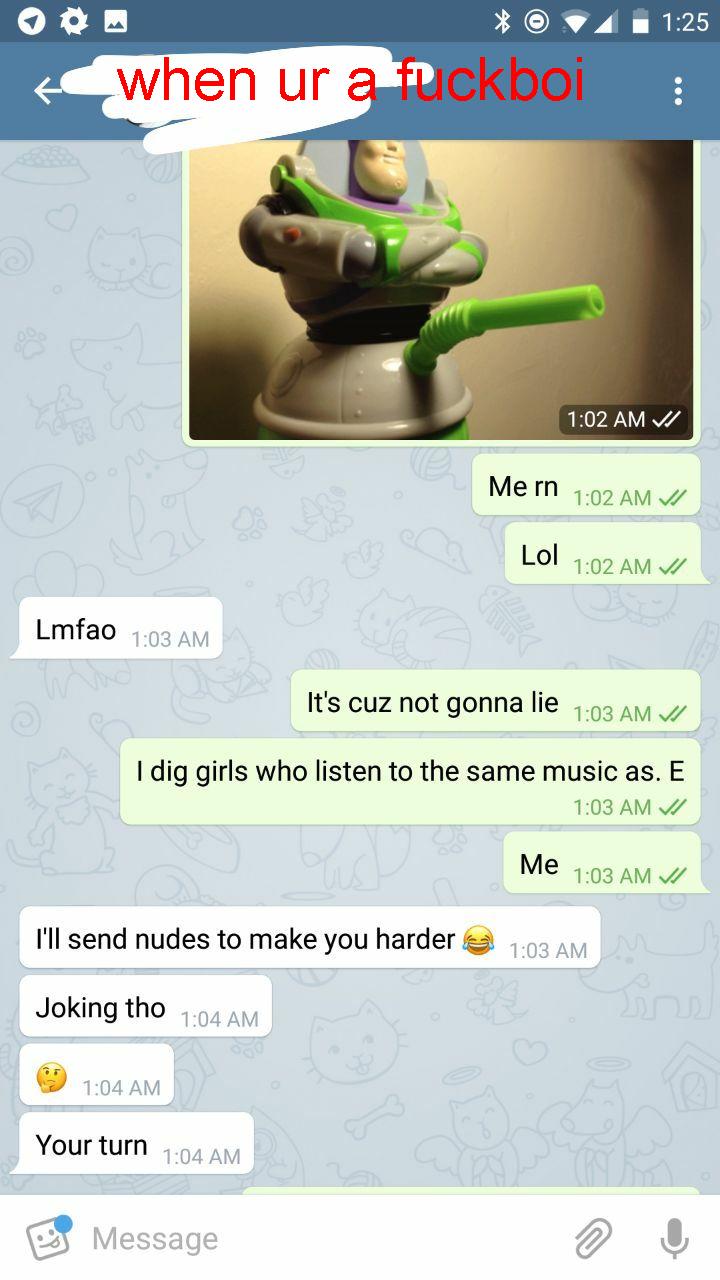 1:25
when ur a fuckboi
1:02 AM
Me rn 1:02 AM
Lol 1:02 AM
Lmfao 1:03 AM
It's cuz not gonna lie 1:03 AM
I dig girls who listen to the same music as. E
1:03 AM
Me 1:03 AM
I'll send nudes to make you harder 😂 1:03 AM
Joking tho 1:04 AM
🤔 1:04 AM
Your turn 1:04 AM
Message